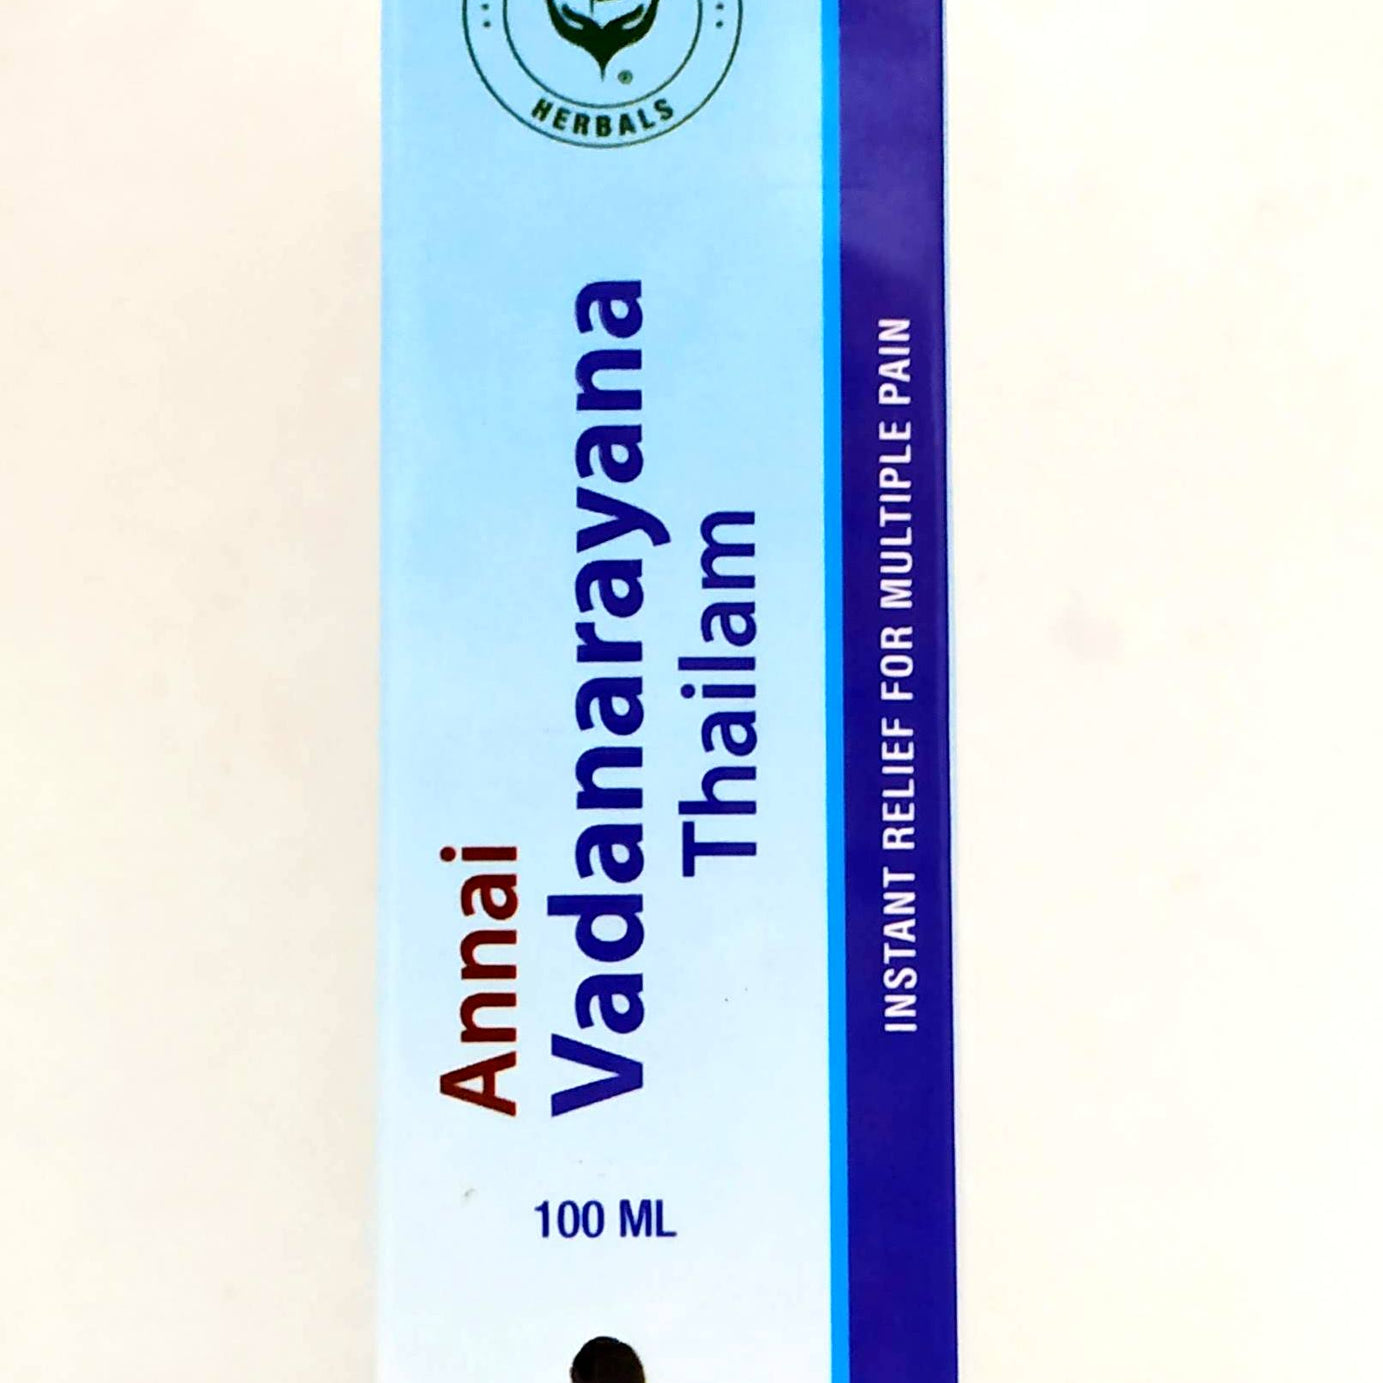 HERBALS
Annai
Vadanarayana
Thailam
100 ML
INSTANT RELIEF FOR MULTIPLE PAIN